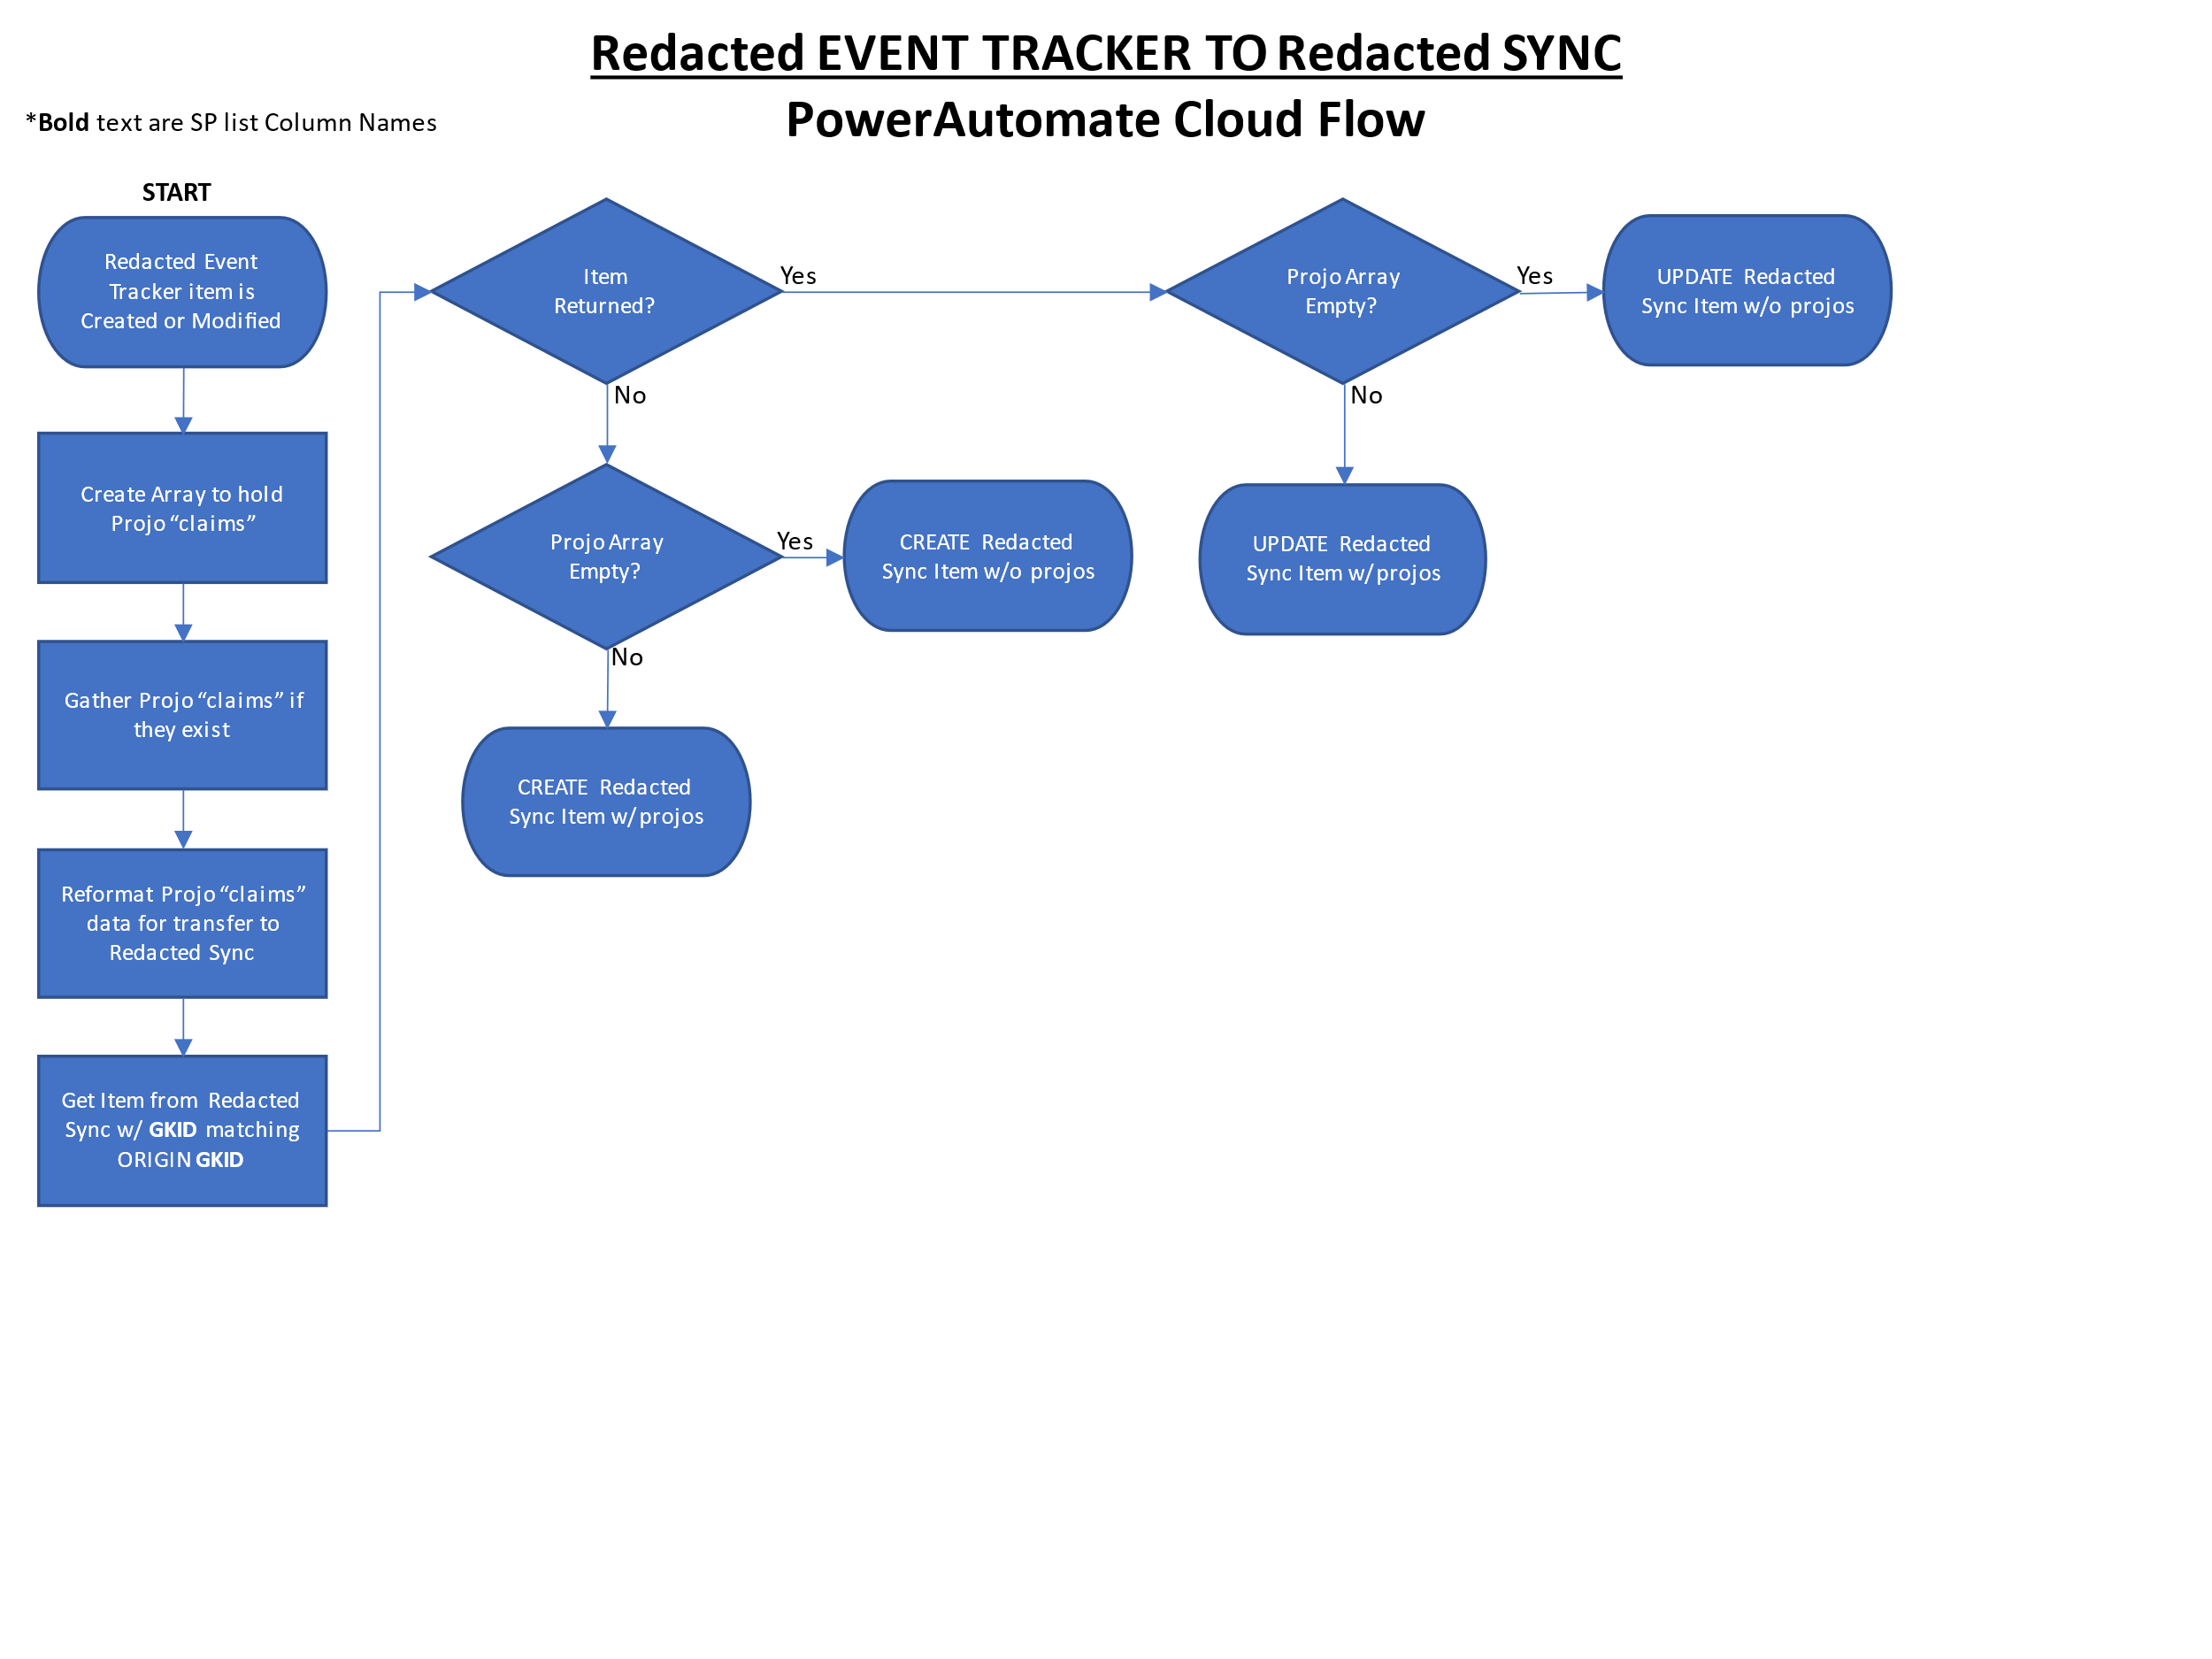 Redacted EVENT TRACKER TO Redacted SYNC
PowerAutomate Cloud Flow
*Bold text are SP list Column Names
START
Redacted Event
Tracker item is
Created or Modified
Create Array to hold
Projo “claims”
Gather Projo “claims” if
they exist
Reformat Projo “claims”
data for transfer to
Redacted Sync
Get Item from Redacted
Sync w/ GKID matching
ORIGIN GKID
Item
Returned?
Yes
No
Projo Array
Empty?
Yes
No
CREATE Redacted
Sync Item w/o projos
CREATE Redacted
Sync Item w/projos
Projo Array
Empty?
Yes
No
UPDATE Redacted
Sync Item w/o projos
UPDATE Redacted
Sync Item w/projos